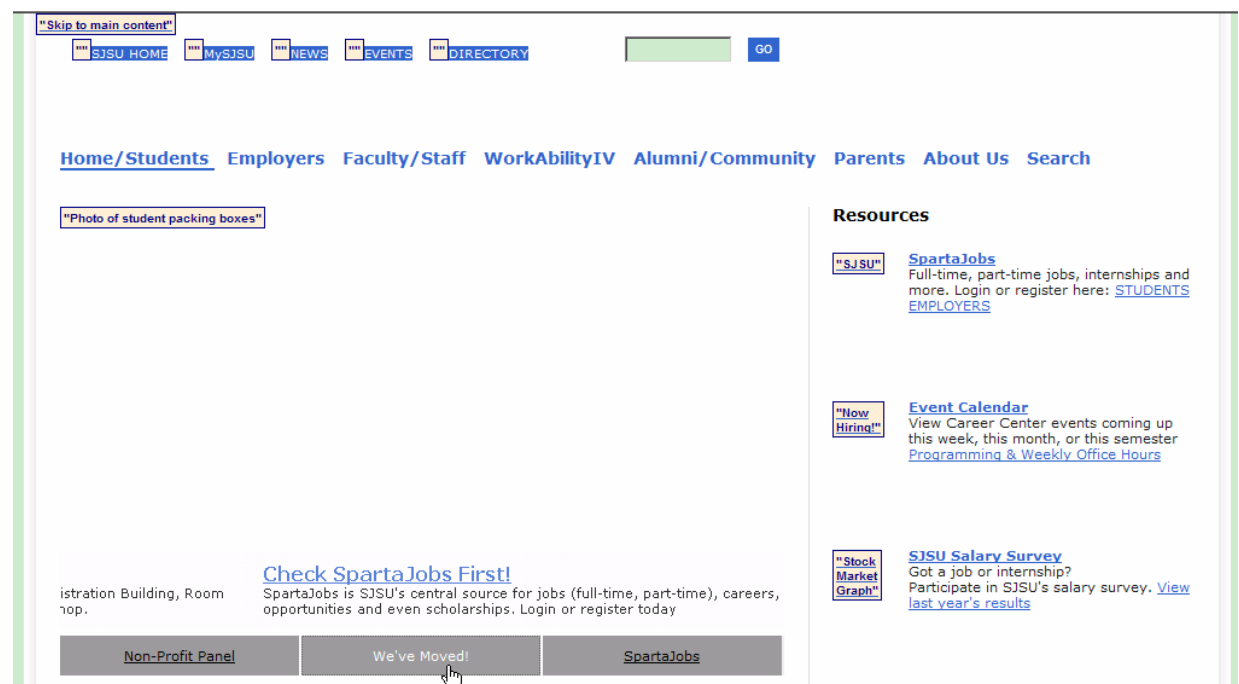 "Skip to main content"
"" SJSU HOME "" MySJSU "" NEWS "" EVENTS "" DIRECTORY GO
Home/Students Employers Faculty/Staff WorkAbilityIV Alumni/Community Parents About Us Search
"Photo of student packing boxes"
Resources
"SJSU"
SpartaJobs
Full-time, part-time jobs, internships and
more. Login or register here: STUDENTS
EMPLOYERS
"Now
Hiring!"
Event Calendar
View Career Center events coming up
this week, this month, or this semester
Programming & Weekly Office Hours
"Stock
Market
Graph"
SJSU Salary Survey
Got a job or internship?
Participate in SJSU's salary survey. View
last year's results
istration Building, Room
hop.
Check SpartaJobs First!
SpartaJobs is SJSU's central source for jobs (full-time, part-time), careers,
opportunities and even scholarships. Login or register today
Non-Profit Panel We've Moved! SpartaJobs